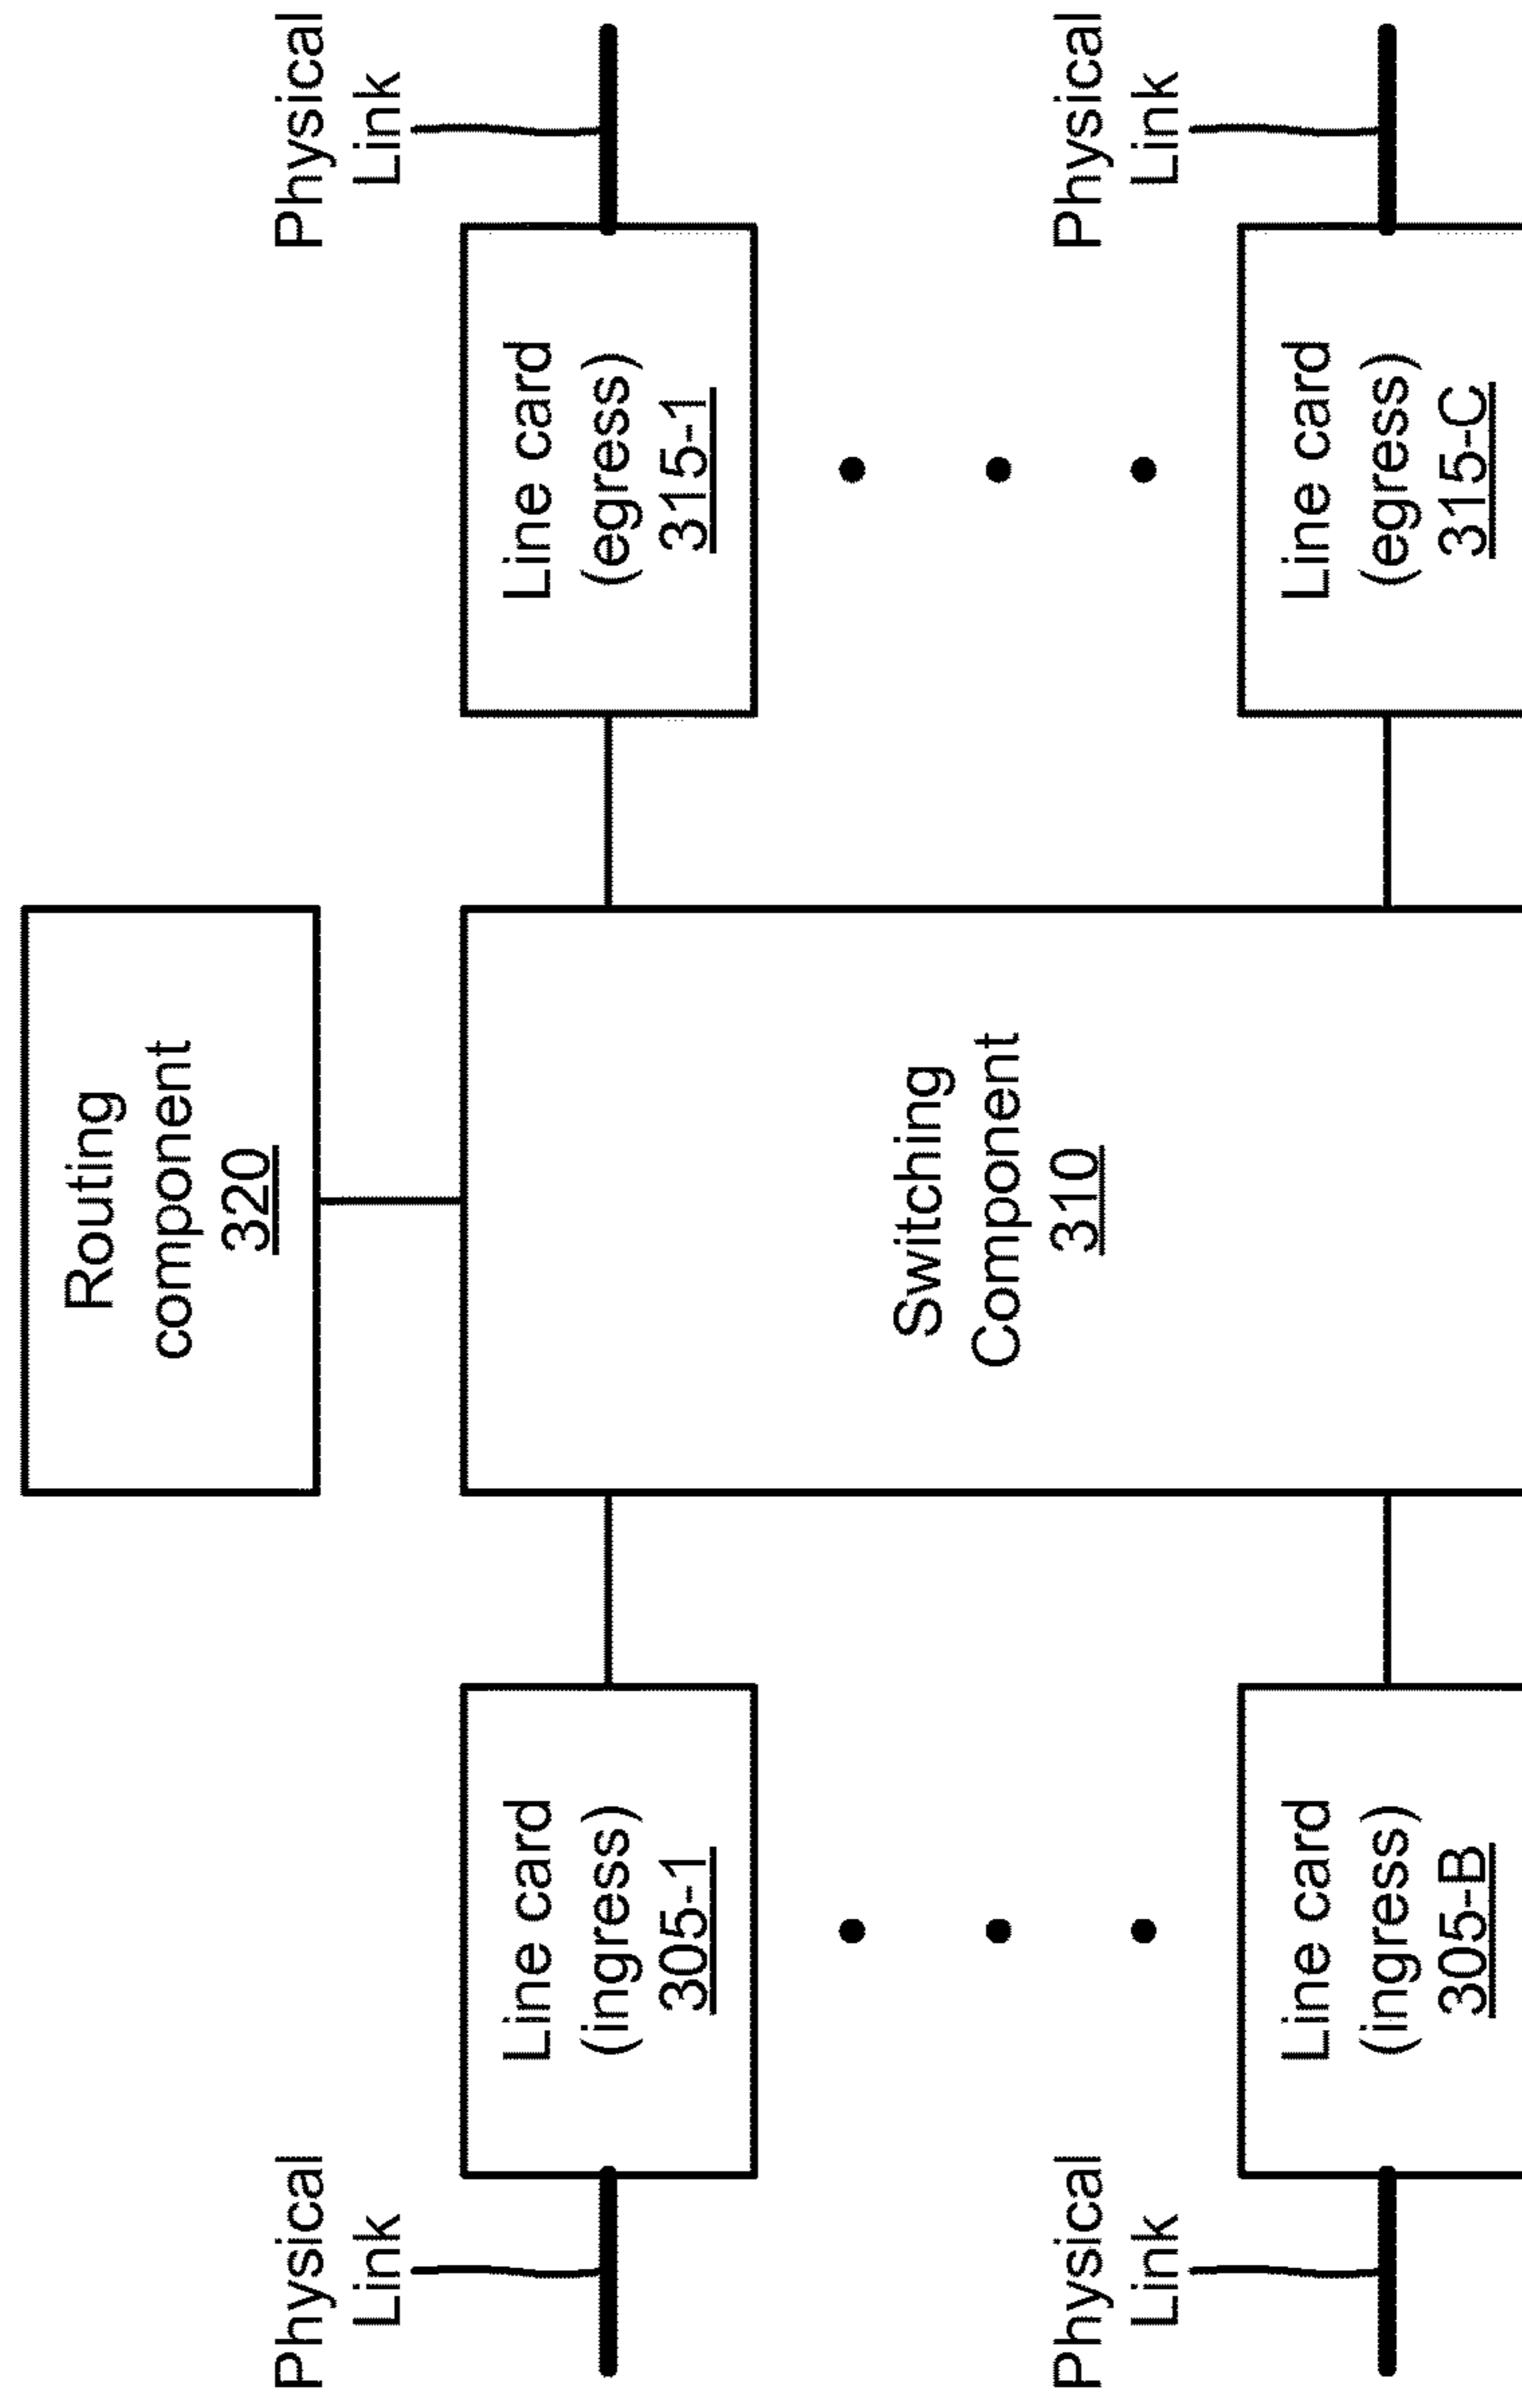 Routing
component
320
Physical
Link
Line card
(ingress)
305-1
Switching
Component
310
Physical
Link
Line card
(egress)
315-1
Physical
Link
Line card
(ingress)
305-B
Physical
Link
Line card
(egress)
315-C